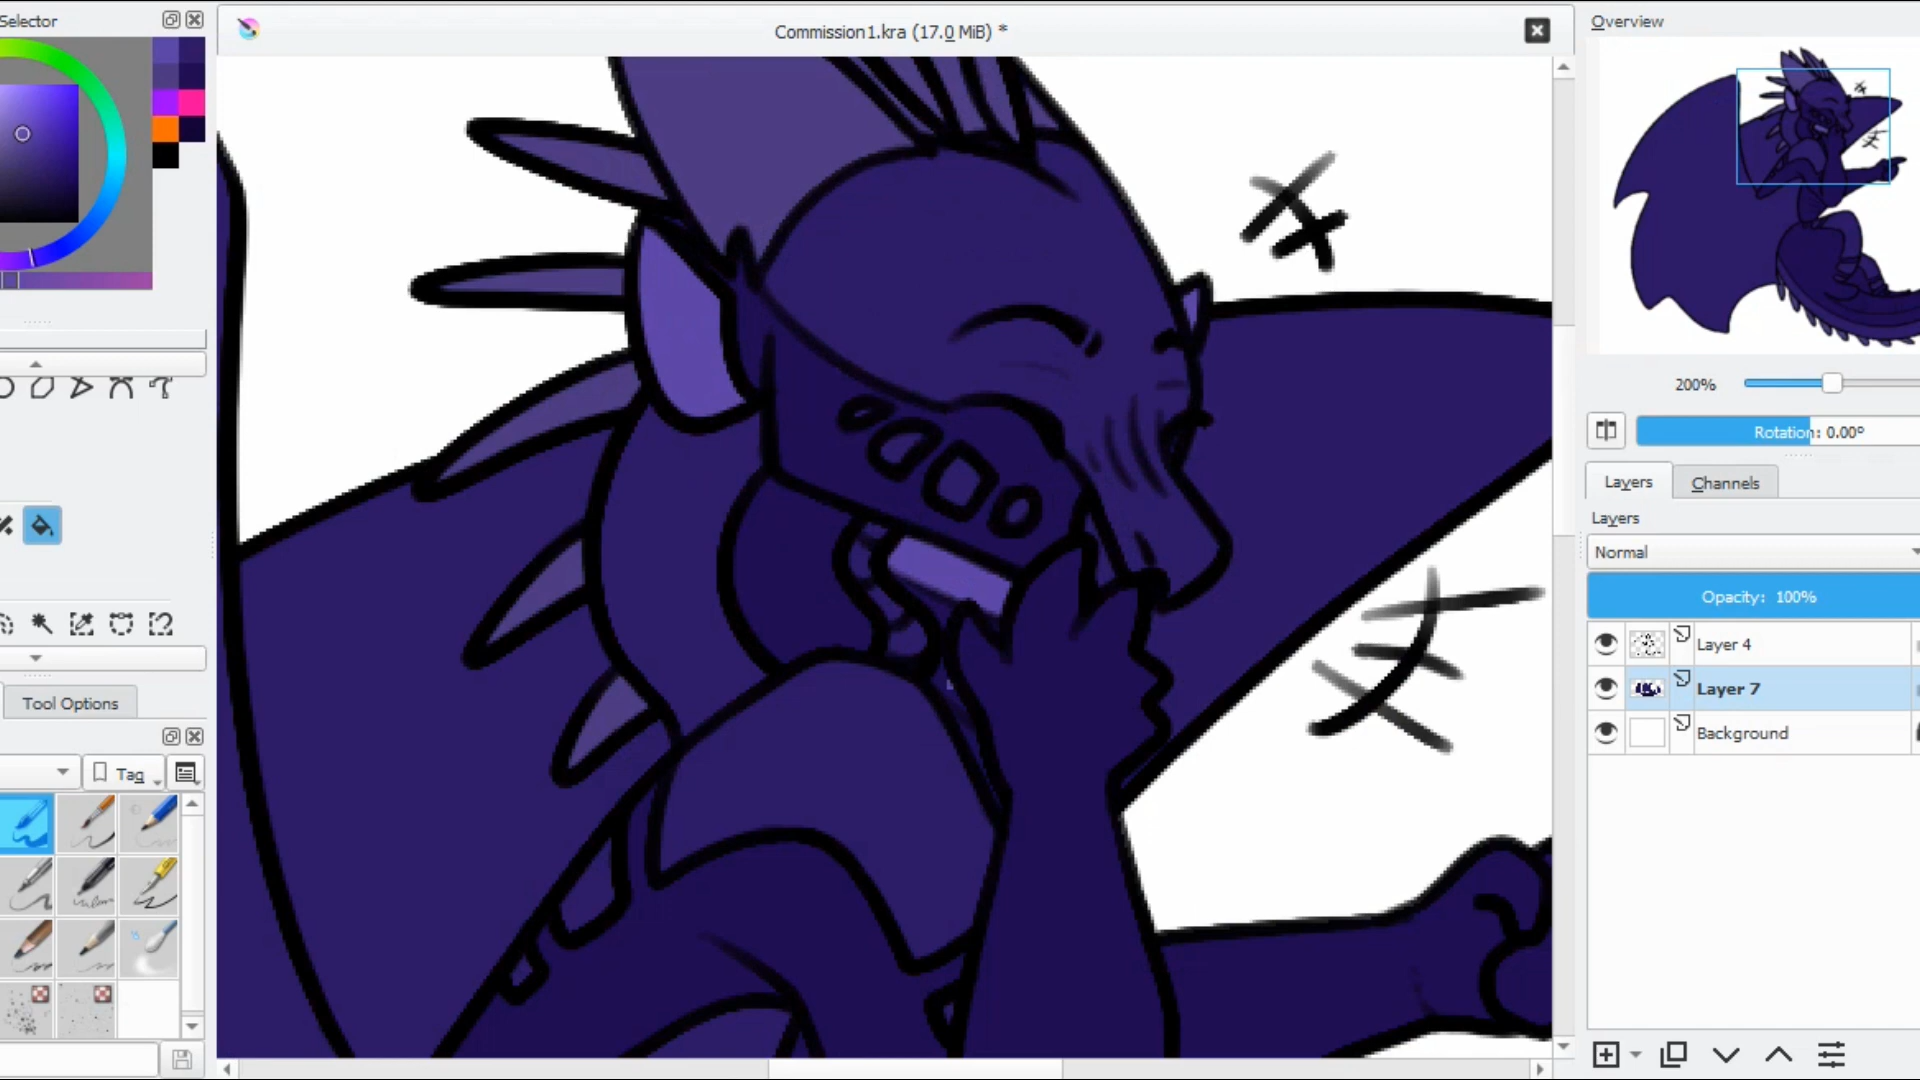 Selector
Commission1.kra (17.0 MiB) *
Overview
200%
Rotation: 0.00º
Layers
Channels
Layers
Normal
Opacity: 100%
Layer 4
Layer 7
Background
Tool Options
Tag